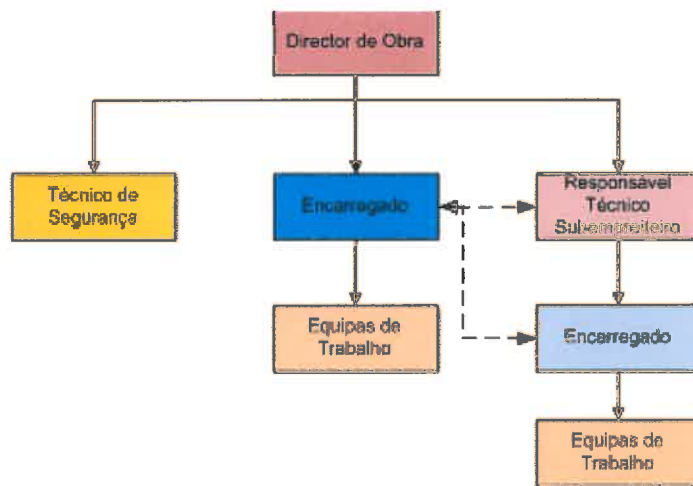 Director de Obra
Técnico de
Segurança
Encarregado
Responsável
Técnico
Subempreiteiro
Equipas de
Trabalho
Encarregado
Equipas de
Trabalho